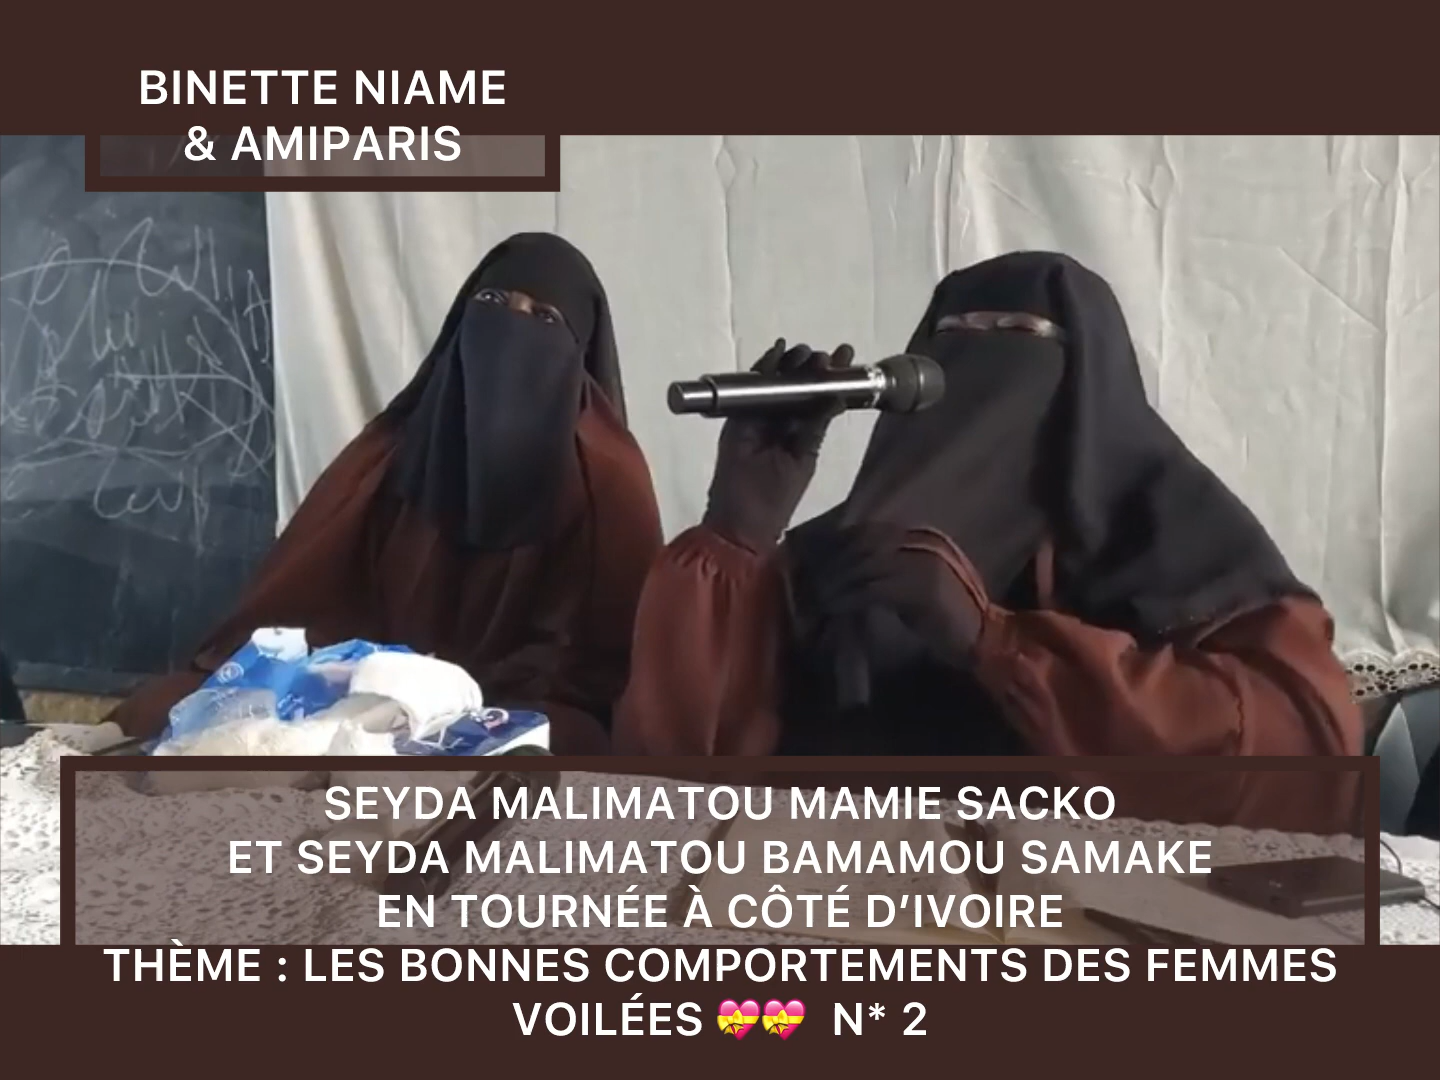 BINETTE NIAME
& AMIPARIS
SEYDA MALIMATOU MAMIE SACKO
ET SEYDA MALIMATOU BAMAMOU SAMAKE
EN TOURNÉE À CÔTÉ D’IVOIRE
THÈME : LES BONNES COMPORTEMENTS DES FEMMES
VOILÉES 💝💝 N* 2